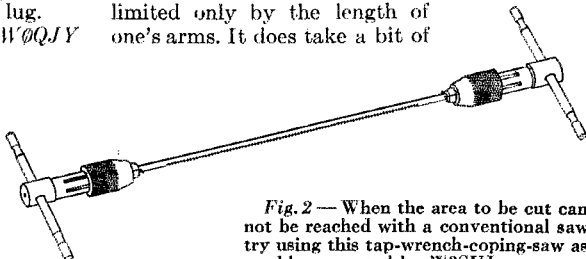 lug.
WØQJY
limited only by the length of
one's arms. It does take a bit of
Fig. 2 — When the area to be cut can
not be reached with a conventional saw
try using this tap-wrench-coping-saw as